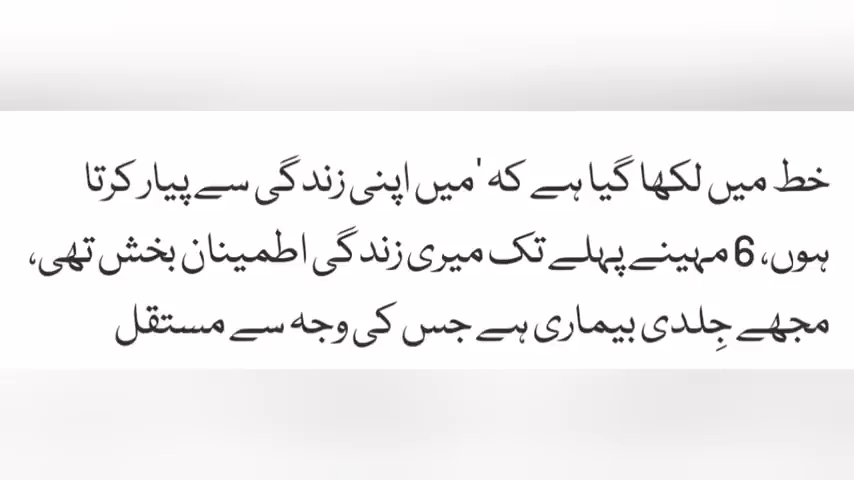 خط میں لکھا گیا ہے کہ 'میں اپنی زندگی سے پیار کرتا
ہوں، 6 مہینے پہلے تک میری زندگی اطمینان بخش تھی،
مجھے جِلدی بیماری ہے جس کی وجہ سے مستقل